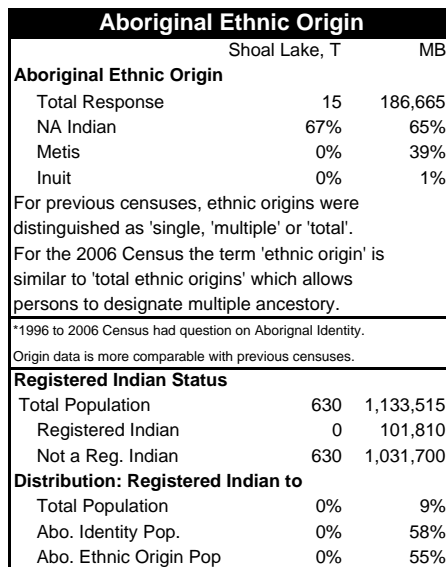 Aboriginal Ethnic Origin
Shoal Lake, T MB
Aboriginal Ethnic Origin
Total Response 15 186,665
NA Indian 67% 65%
Metis 0% 39%
Inuit 0% 1%
For previous censuses, ethnic origins were
distinguished as 'single, 'multiple' or 'total'.
For the 2006 Census the term 'ethnic origin' is
similar to 'total ethnic origins' which allows
persons to designate multiple ancestory.
*1996 to 2006 Census had question on Aborignal Identity.
Origin data is more comparable with previous censuses.
Registered Indian Status
Total Population 630 1,133,515
Registered Indian 0 101,810
Not a Reg. Indian 630 1,031,700
Distribution: Registered Indian to
Total Population 0% 9%
Abo. Identity Pop. 0% 58%
Abo. Ethnic Origin Pop 0% 55%